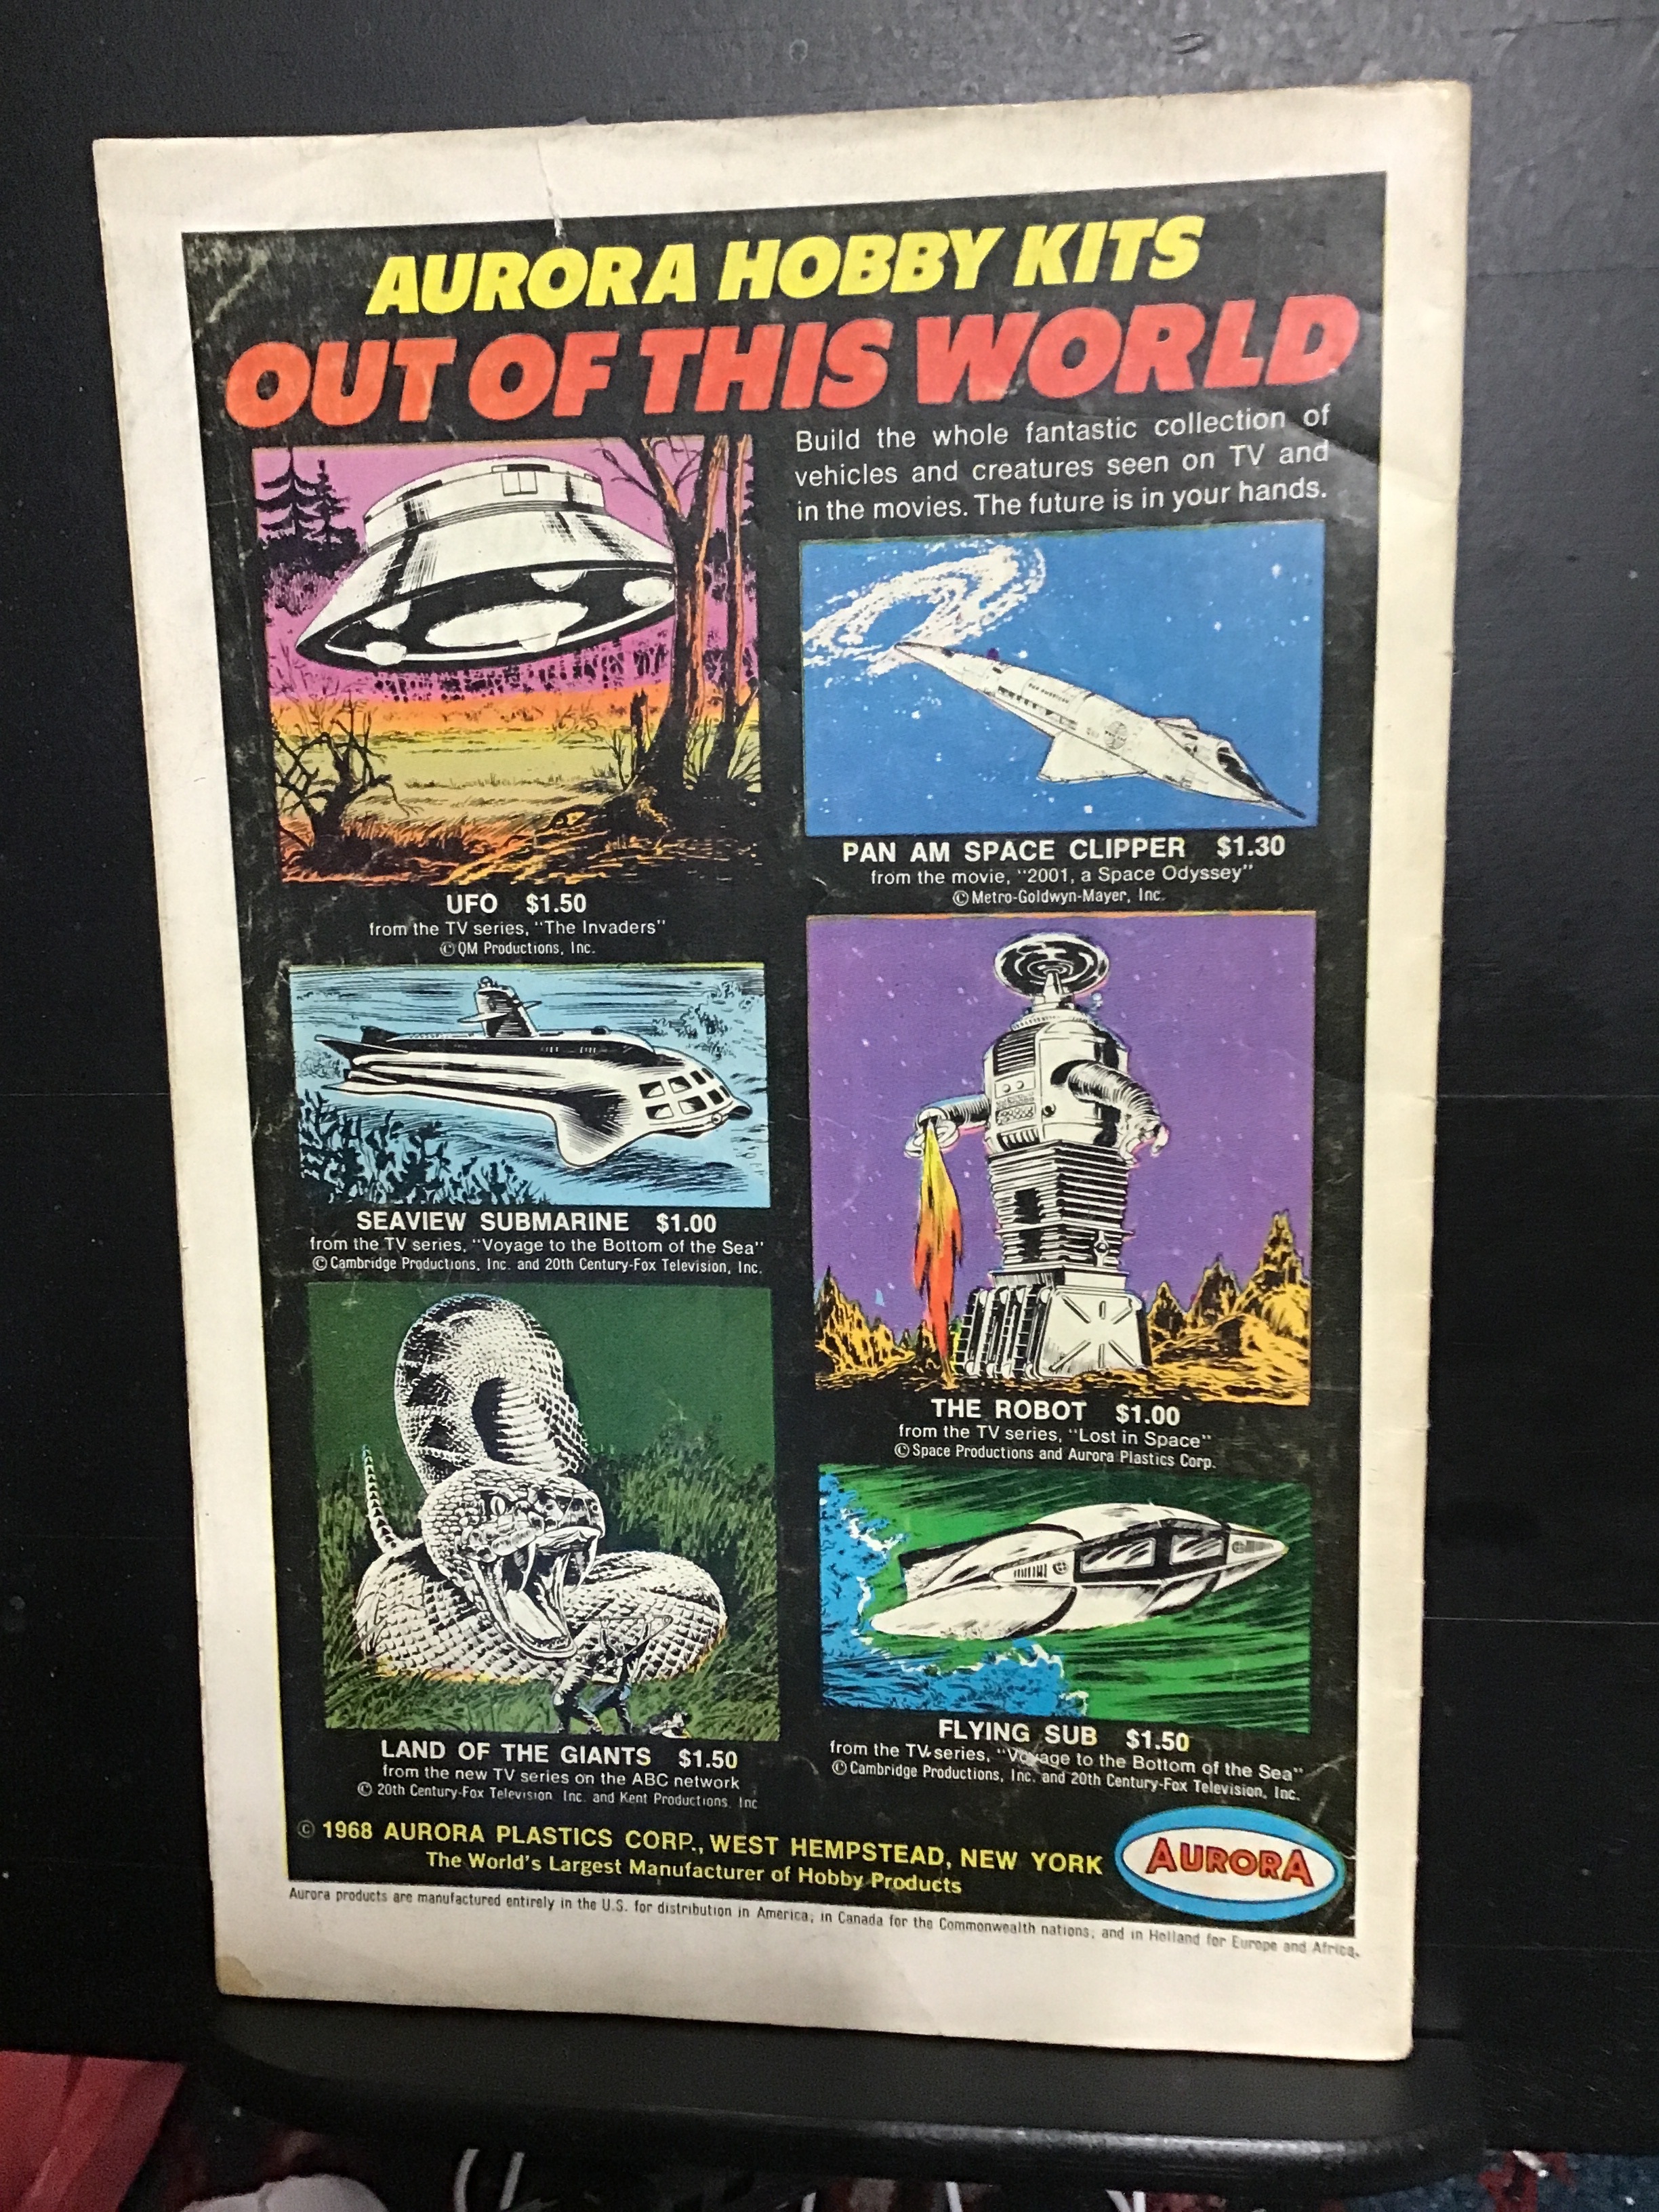 AURORA HOBBY KITS
OUT OF THIS WORLD
Build the whole fantastic collection of
vehicles and creatures seen on TV and
in the movies. The future is in your hands.
UFO $1.50
from the TV series, "The Invaders"
© QM Productions, Inc.
PAN AM SPACE CLIPPER $1.30
from the movie, "2001, a Space Odyssey"
© Metro-Goldwyn-Mayer, Inc.
SEAVIEW SUBMARINE $1.00
from the TV series, "Voyage to the Bottom of the Sea"
© Cambridge Productions, Inc. and 20th Century-Fox Television, Inc.
THE ROBOT $1.00
from the TV series, "Lost in Space"
© Space Productions and Aurora Plastics Corp.
LAND OF THE GIANTS $1.50
from the new TV series on the ABC network
© 20th Century-Fox Television Inc. and Kent Productions, Inc
FLYING SUB $1.50
from the TV series, "Voyage to the Bottom of the Sea"
© Cambridge Productions, Inc. and 20th Century-Fox Television, Inc.
© 1968 AURORA PLASTICS CORP., WEST HEMPSTEAD, NEW YORK
The World's Largest Manufacturer of Hobby Products
AURORA
Aurora products are manufactured entirely in the U.S. for distribution in America; in Canada for the Commonwealth nations; and in Holland for Europe and Africa.